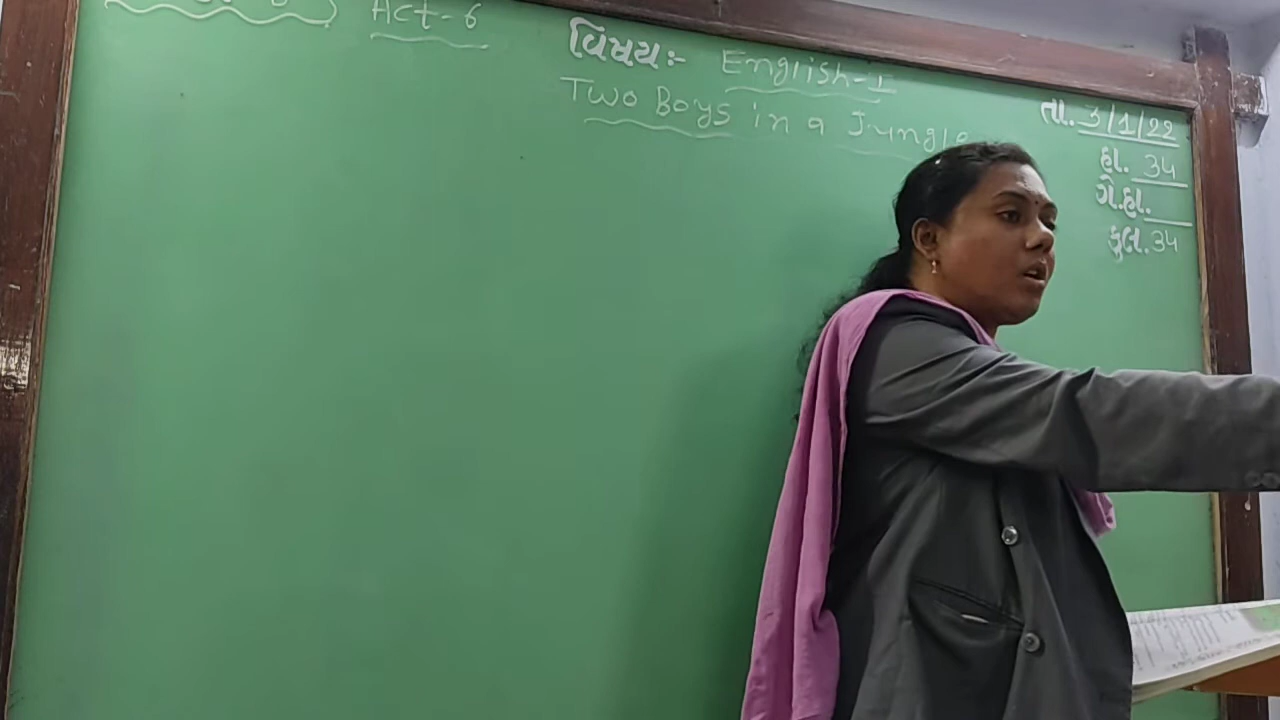 Act-6
વિષય:- English-I
Two Boys in a Jungle
તા. 3/1/22
હા. 34
ગે.હા.
કુલ. 34